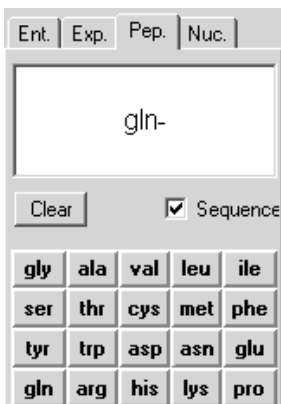 Ent. Exp. Pep. Nuc.
gln-
Clear Sequence
gly ala val leu ile
ser thr cys met phe
tyr trp asp asn glu
gln arg his lys pro